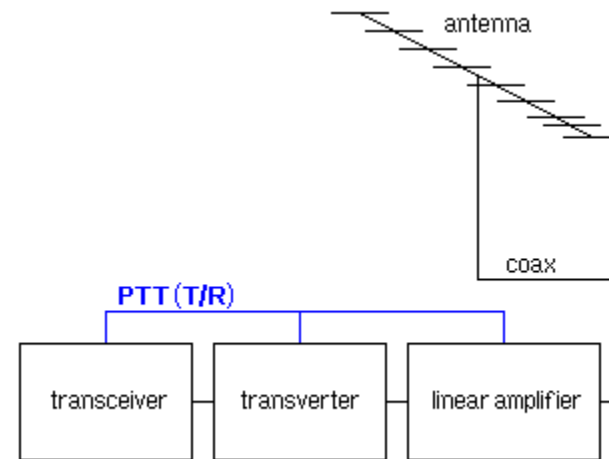 antenna
coax
PTT (T/R)
transceiver
transverter
linear amplifier